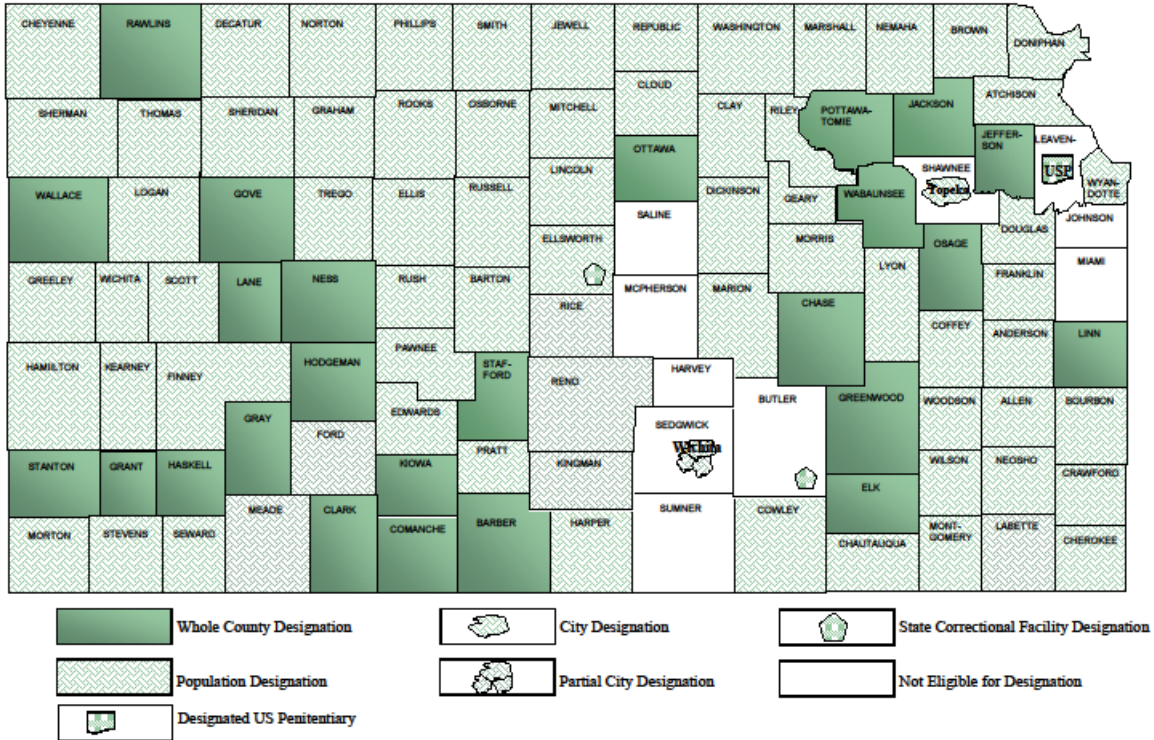 CHEYENNE RAWLINS DECATUR NORTON PHILLIPS SMITH JEWELL REPUBLIC WASHINGTON MARSHALL NEMAHA BROWN
DONIPHAN
CLOUD
SHERMAN THOMAS SHERIDAN GRAHAM ROOKS OSBORNE MITCHELL CLAY RILEY POTTAWA-
TOMIE
JACKSON ATCHISON
OTTAWA
JEFFER-
SON
LEAVEN-
LINCOLN
SHAWNEE
USP
WALLACE LOGAN GOVE TREGO ELLIS RUSSELL DICKINSON WABAUNSEE Topeka WYAN-
DOTTE
GEARY
SALINE
JOHNSON
ELLSWORTH MORRIS OSAGE DOUGLAS
GREELEY WICHITA SCOTT LANE NESS RUSH BARTON MCPHERSON MARION LYON FRANKLIN MIAMI
RICE CHASE
COFFEY ANDERSON LINN
HAMILTON KEARNEY FINNEY HODGEMAN PAWNEE STAF-
FORD
RENO HARVEY
BUTLER GREENWOOD WOODSON ALLEN BOURBON
GRAY EDWARDS SEDGWICK
FORD Wichita
STANTON GRANT HASKELL KIOWA PRATT KINGMAN WILSON NEOSHO CRAWFORD
ELK
MEADE CLARK SUMNER COWLEY
MORTON STEVENS SEWARD COMANCHE BARBER HARPER MONT-
GOMERY
LABETTE
CHAUTAUQUA CHEROKEE
Whole County Designation
City Designation
State Correctional Facility Designation
Population Designation
Partial City Designation
Not Eligible for Designation
Designated US Penitentiary